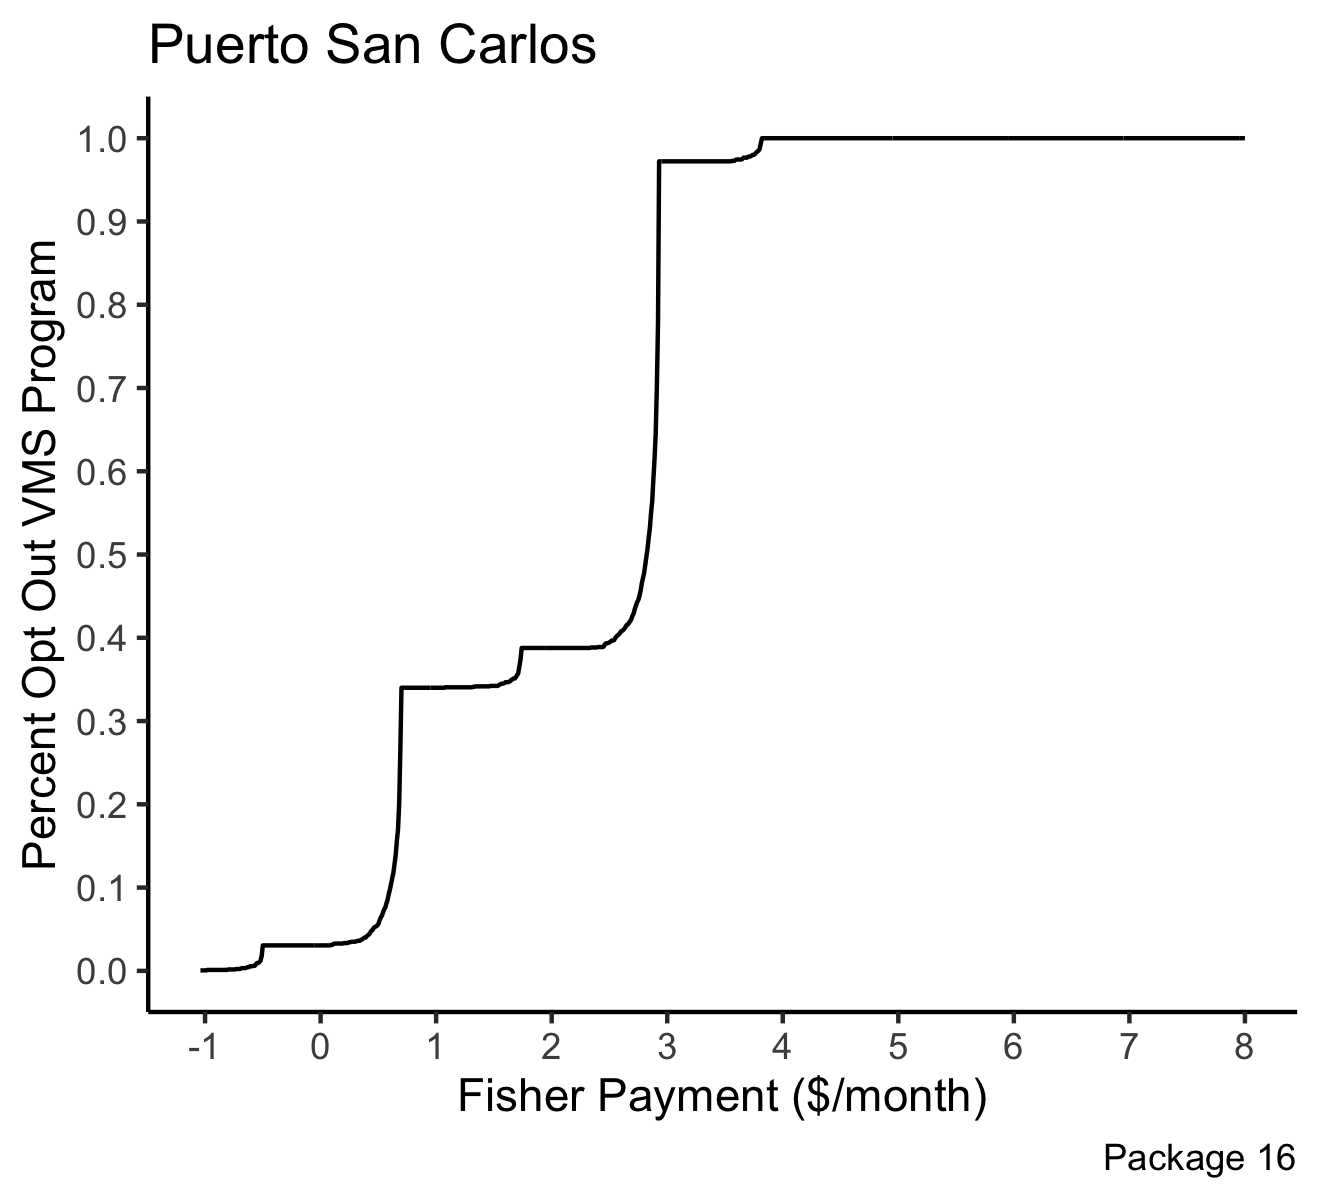 Puerto San Carlos
Percent Opt Out VMS Program
1.0
0.9
0.8
0.7
0.6
0.5
0.4
0.3
0.2
0.1
0.0
-1 0 1 2 3 4 5 6 7 8
Fisher Payment ($/month)
Package 16